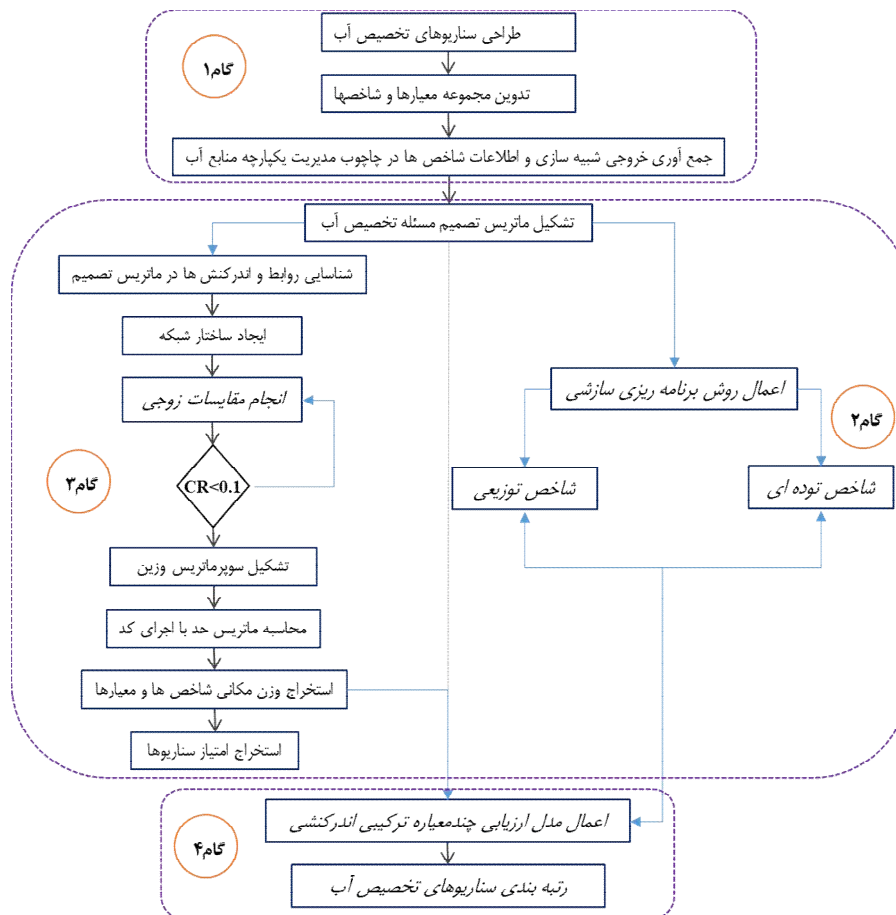 طراحی سناریوهای تخصیص آب
گام۱
تدوین مجموعه معیارها و شاخصها
جمع آوری خروجی شبیه سازی و اطلاعات شاخص ها در چاچوب مدیریت یکپارچه منابع آب
تشکیل ماتریس تصمیم مسئله تخصیص آب
شناسایی روابط و اندرکنش ها در ماتریس تصمیم
ایجاد ساختار شبکه
اعمال روش برنامه ریزی سازشی
انجام مقایسات زوجی
گام۲
گام۳
CR<0.1
شاخص توده ای
شاخص توزیعی
تشکیل سوپرماتریس وزین
محاسبه ماتریس حد با اجرای کد
استخراج وزن مکانی شاخص ها و معیارها
استخراج امتیاز سناریوها
اعمال مدل ارزیابی چندمعیاره ترکیبی اندرکنشی
گام۴
رتبه بندی سناریوهای تخصیص آب